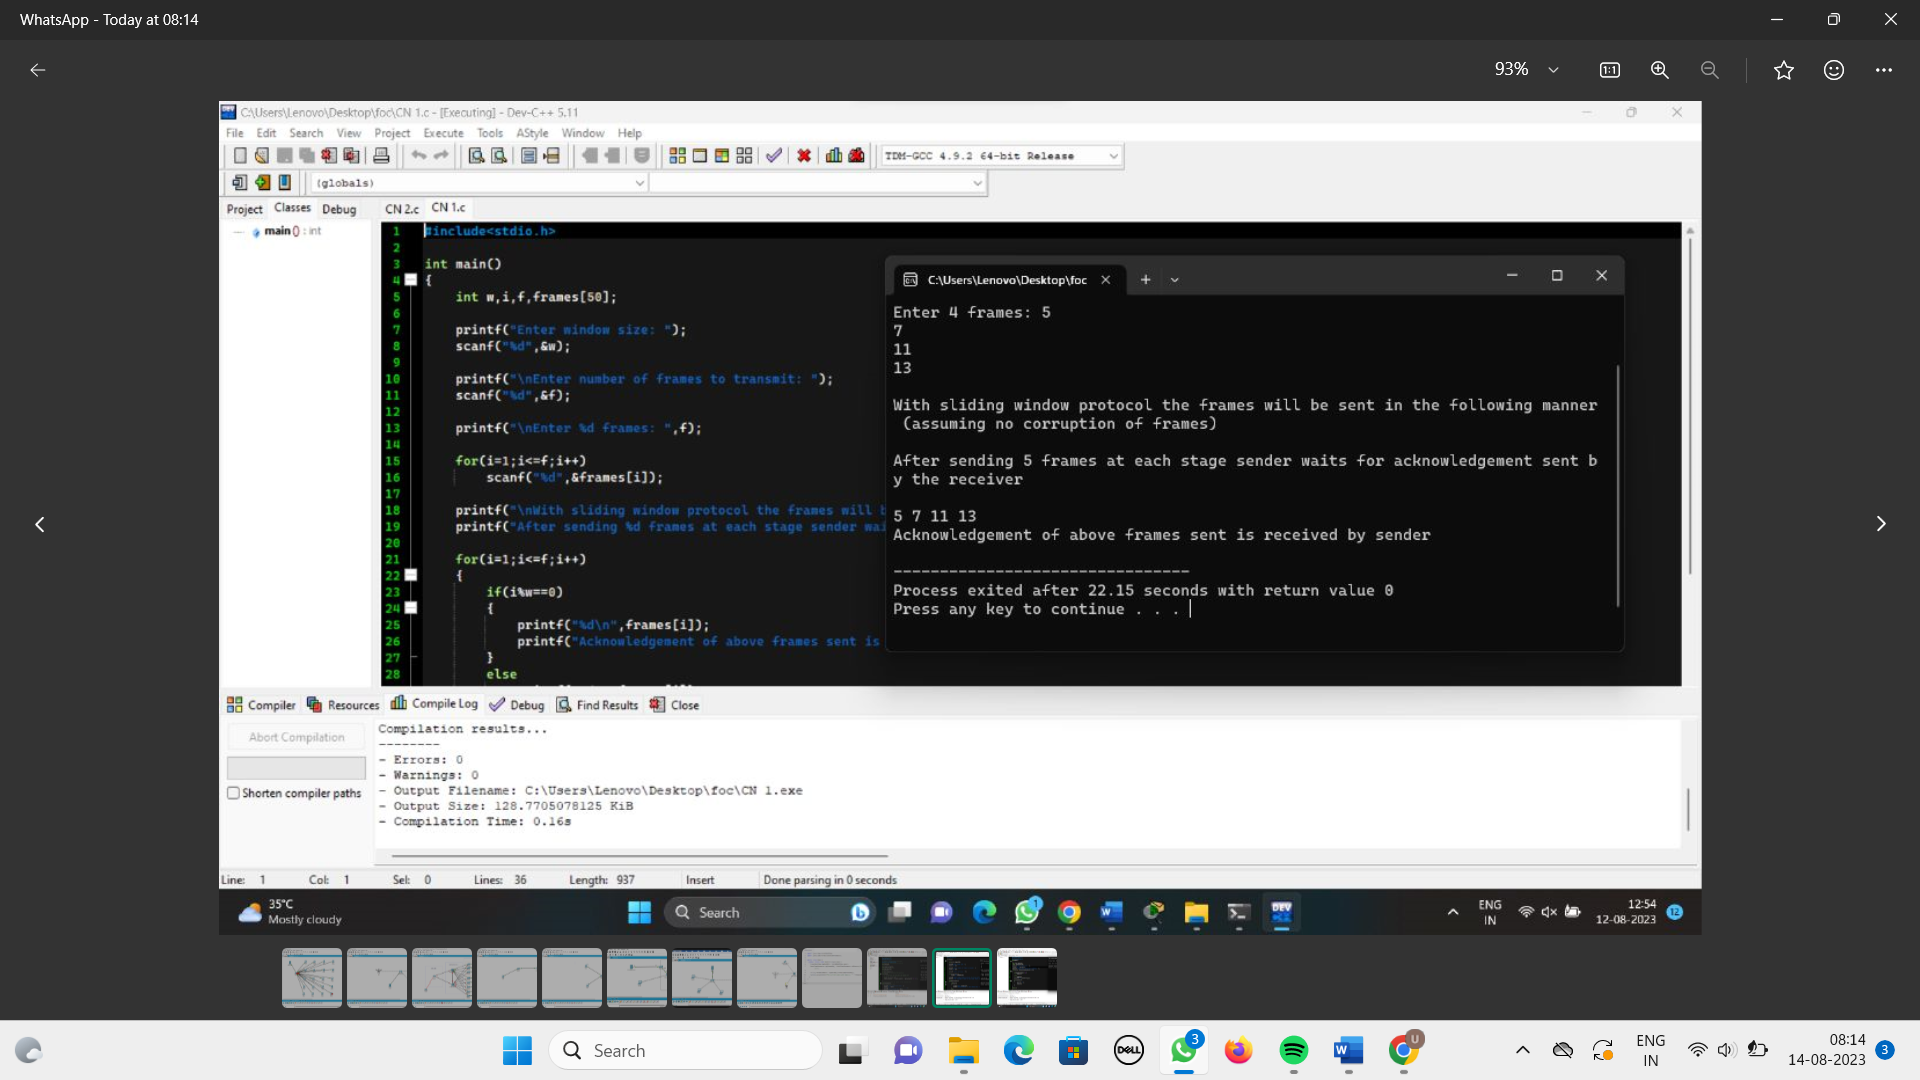 WhatsApp - Today at 08:14
93%
C:\Users\Lenovo\Desktop\foc\CN 1.c - [Executing] - Dev-C++ 5.11
File Edit Search View Project Execute Tools AStyle Window Help
TDM-GCC 4.9.2 64-bit Release
(globals)
Project Classes Debug
CN 2.c CN 1.c
main () : int
1 #include<stdio.h>
2
3 int main()
4 {
5 int w,i,f,frames[50];
6
7 printf("Enter window size: ");
8 scanf("%d",&w);
9
10 printf("\nEnter number of frames to transmit: ");
11 scanf("%d",&f);
12
13 printf("\nEnter %d frames: ",f);
14
15 for(i=1;i<=f;i++)
16 scanf("%d",&frames[i]);
17
18 printf("\nWith sliding window protocol the frames will
19 printf("After sending %d frames at each stage sender
20
21 for(i=1;i<=f;i++)
22 {
23 if(i%w==0)
24 {
25 printf("%d\n",frames[i]);
26 printf("Acknowledgement of above frames sent is
27 }
28 else
C:\Users\Lenovo\Desktop\foc
Enter 4 frames: 5
7
11
13
With sliding window protocol the frames will be sent in the following manner
(assuming no corruption of frames)
After sending 5 frames at each stage sender waits for acknowledgement sent b
y the receiver
5 7 11 13
Acknowledgement of above frames sent is received by sender
--------------------------------
Process exited after 22.15 seconds with return value 0
Press any key to continue . . .
Compiler Resources Compile Log Debug Find Results Close
Abort Compilation
Shorten compiler paths
Compilation results...
--------
- Errors: 0
- Warnings: 0
- Output Filename: C:\Users\Lenovo\Desktop\foc\CN 1.exe
- Output Size: 128.7705078125 KiB
- Compilation Time: 0.16s
Line: 1 Col: 1 Sel: 0 Lines: 36 Length: 937 Insert Done parsing in 0 seconds
35°C
Mostly cloudy
Search
1
DEV
ENG
IN
12:54
12-08-2023
12
Search
DELL
3
U
ENG
IN
08:14
14-08-2023
3